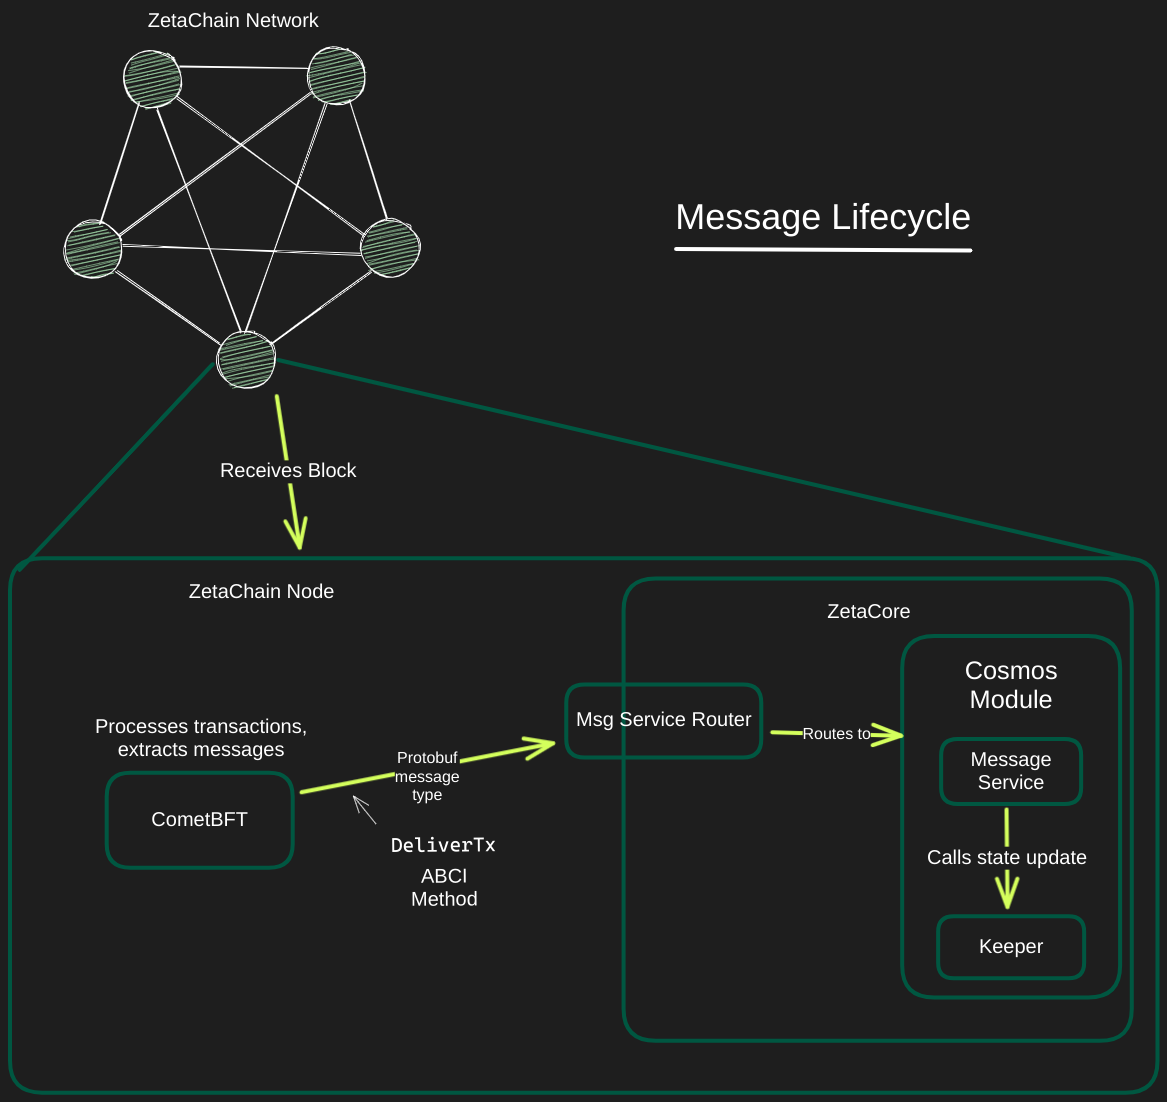 ZetaChain Network
Message Lifecycle
Receives Block
ZetaChain Node
ZetaCore
Cosmos
Module
Processes transactions,
extracts messages
Msg Service Router
Routes to
Protobuf
message
type
Message
Service
CometBFT
DeliverTx
ABCI
Method
Calls state update
Keeper